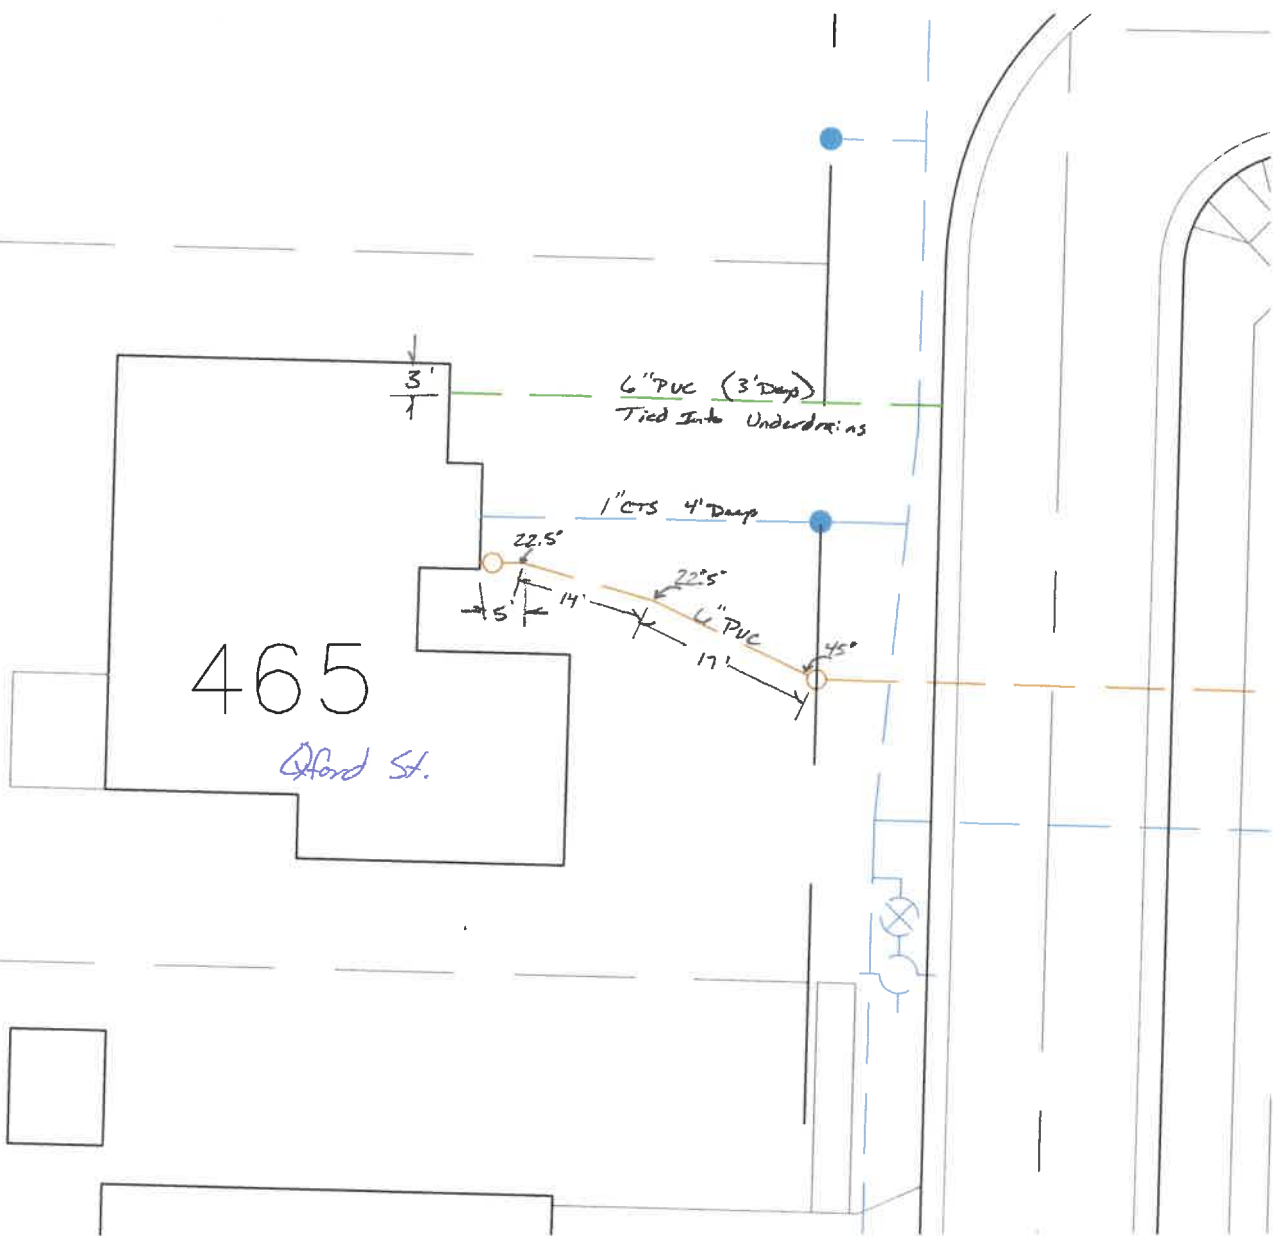 3'
6" PVC (3' Deep)
Tied Into Underdrains
1" CTS 4' Deep
22.5°
22°5°
5'
14'
6" PVC
17'
45°
465
Oxford St.